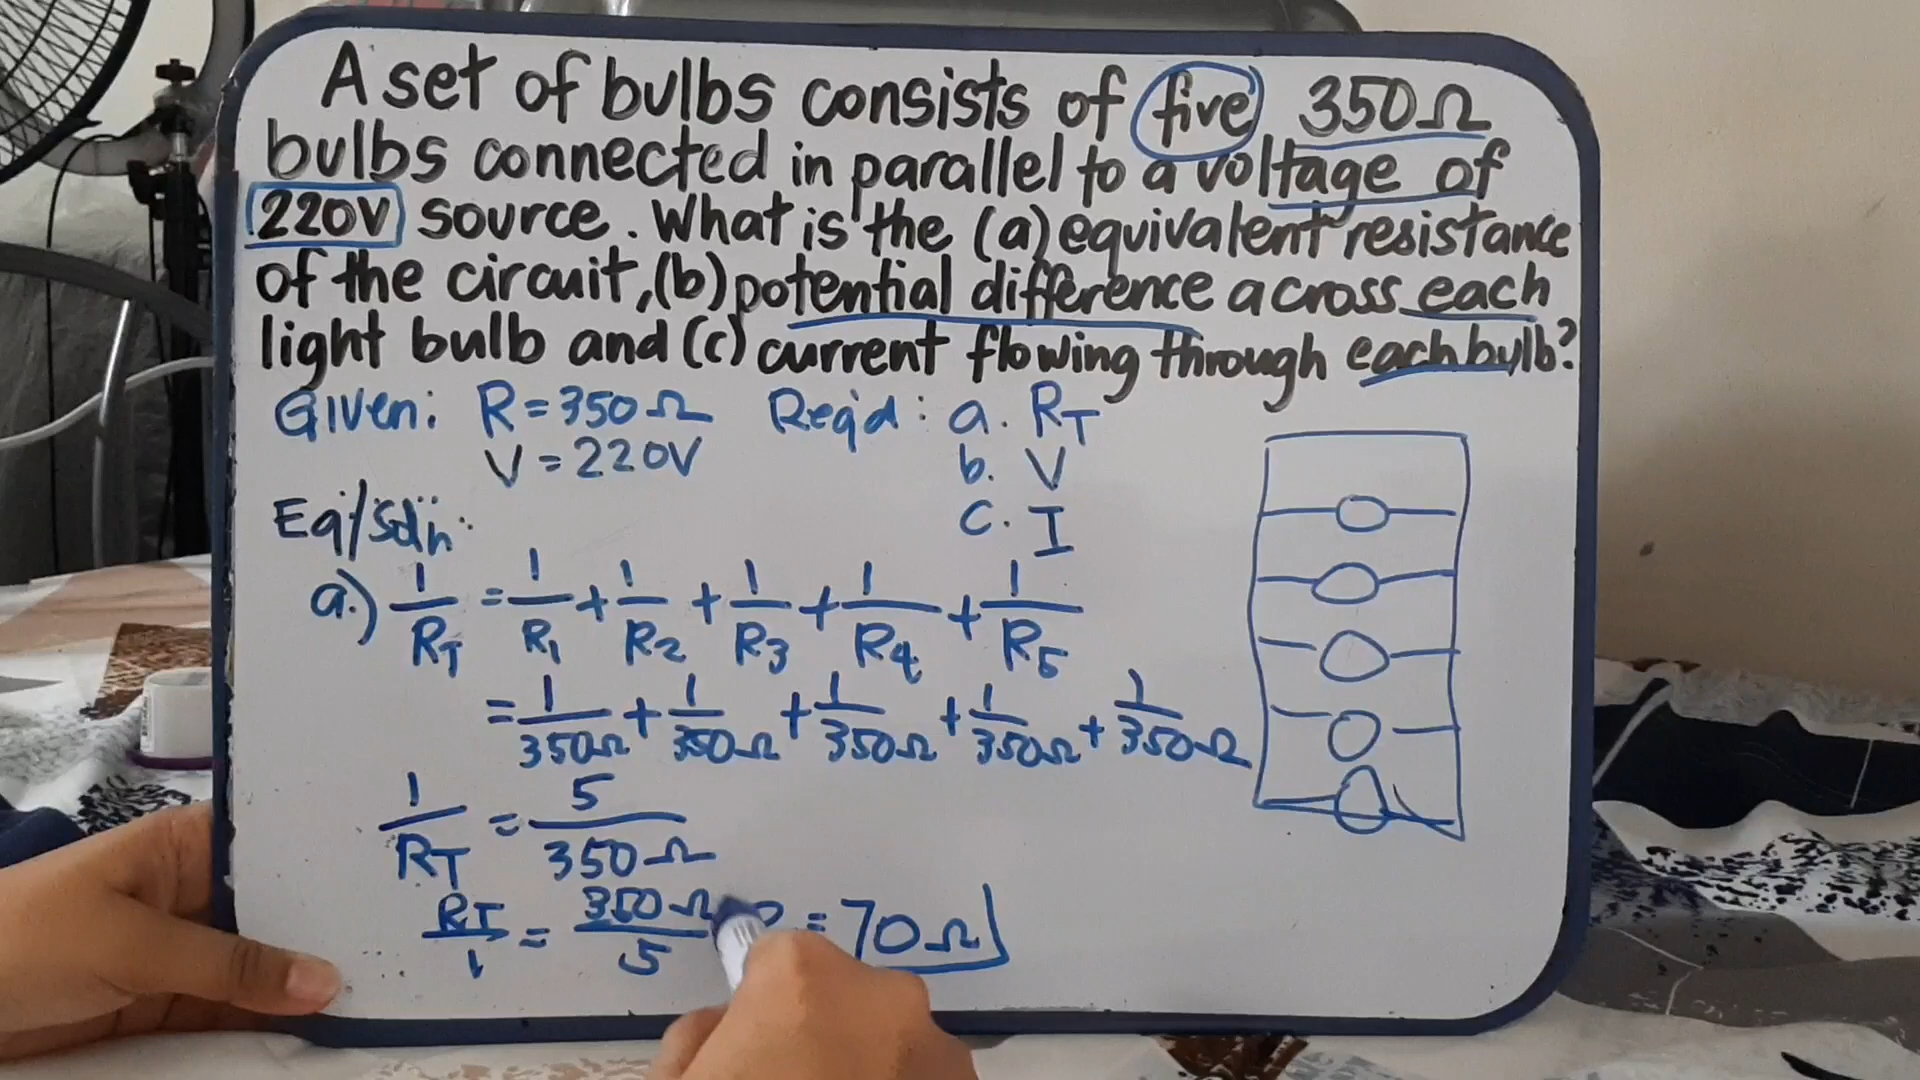 A set of bulbs consists of five 350Ω
bulbs connected in parallel to a voltage of
220V source. What is the (a) equivalent resistance
of the circuit, (b) potential difference across each
light bulb and (c) current flowing through each bulb?
Given: R = 350Ω Req'd: a. RT
V = 220V b. V
Eq'/Sol'n: c. I
a.) 1/RT = 1/R1 + 1/R2 + 1/R3 + 1/R4 + 1/R5
= 1/350Ω + 1/350Ω + 1/350Ω + 1/350Ω + 1/350Ω
1/RT = 5/350Ω
RT/1 = 350Ω/5 = 70Ω